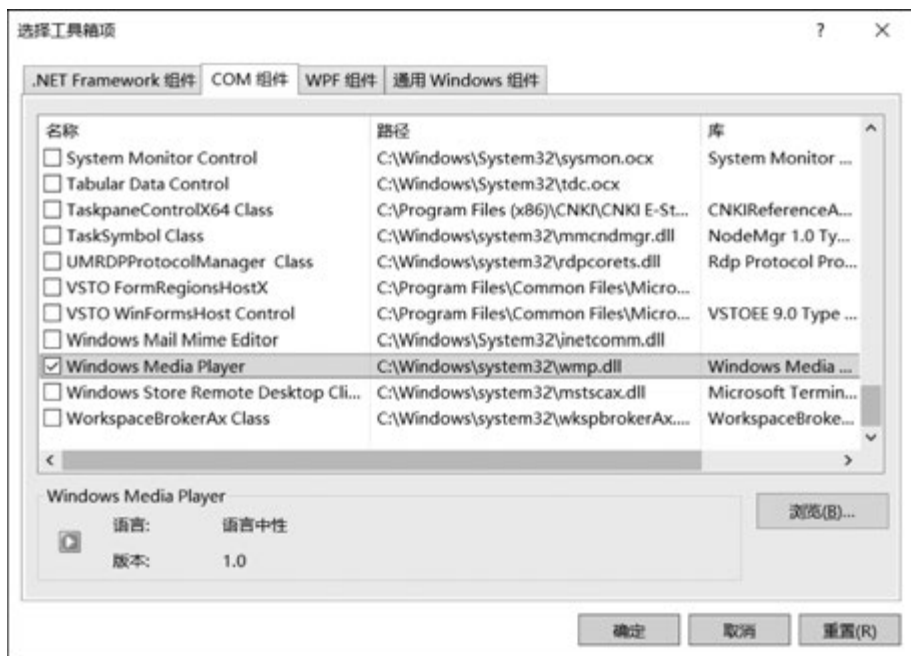 选择工具箱项 ? ×
.NET Framework 组件 COM 组件 WPF 组件 通用 Windows 组件
名称 路径 库
System Monitor Control C:\Windows\System32\sysmon.ocx System Monitor ...
Tabular Data Control C:\Windows\System32\tdc.ocx
TaskpaneControlX64 Class C:\Program Files (x86)\CNKI\CNKI E-St... CNKIReferenceA...
TaskSymbol Class C:\Windows\system32\mmcndmgr.dll NodeMgr 1.0 Ty...
UMRDPProtocolManager Class C:\Windows\system32\rdpcorets.dll Rdp Protocol Pro...
VSTO FormRegionsHostX C:\Program Files\Common Files\Micro...
VSTO WinFormsHost Control C:\Program Files\Common Files\Micro... VSTOEE 9.0 Type ...
Windows Mail Mime Editor C:\Windows\System32\inetcomm.dll
Windows Media Player C:\Windows\system32\wmp.dll Windows Media ...
Windows Store Remote Desktop Cli... C:\Windows\system32\mstscax.dll Microsoft Termin...
WorkspaceBrokerAx Class C:\Windows\system32\wkspbrokerAx.... WorkspaceBroke...
Windows Media Player
浏览(B)...
语言: 语言中性
版本: 1.0
确定 取消 重置(R)